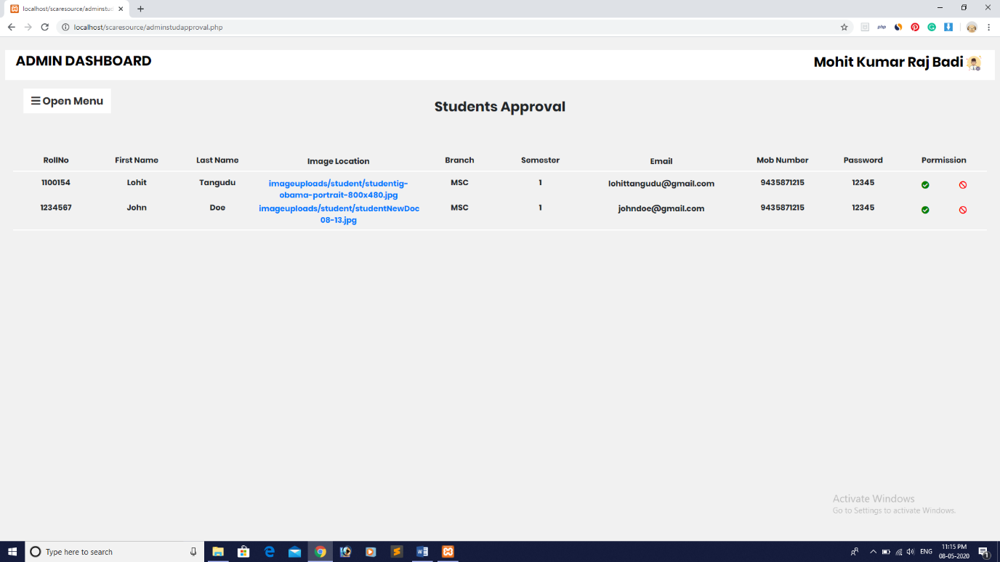 localhost/scaresource/adminstud
localhost/scaresource/adminstudapproval.php
php
ADMIN DASHBOARD
Mohit Kumar Raj Badi
Open Menu
Students Approval
RollNo First Name Last Name Image Location Branch Semester Email Mob Number Password Permission
1100154 Lohit Tangudu imageuploads/student/studentig- MSC 1 lohittangudu@gmail.com 9435871215 12345
obama-portrait-800x480.jpg
1234567 John Doe imageuploads/student/studentNewDoc MSC 1 johndoe@gmail.com 9435871215 12345
08-13.jpg
Activate Windows
Go to Settings to activate Windows.
Type here to search
ENG
11:15 PM
08-05-2020
1